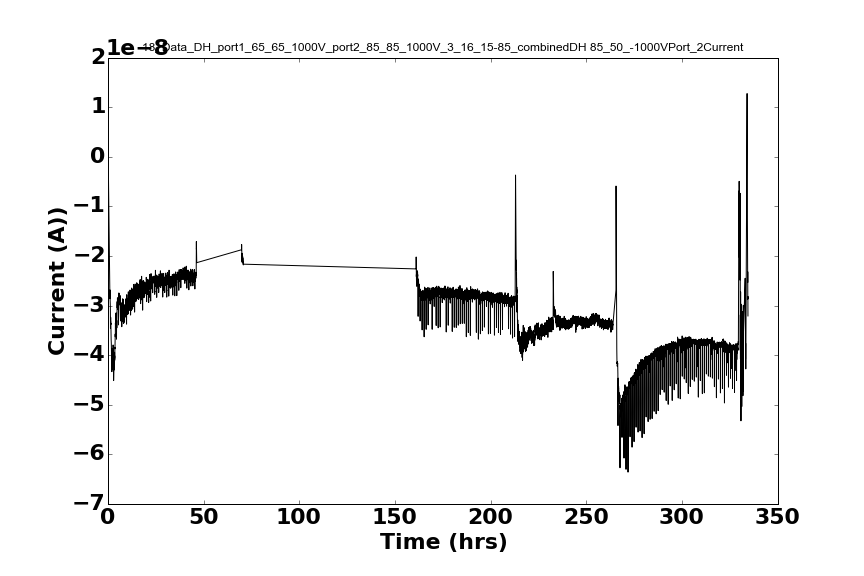 1e−8
Data_DH_port1_65_65_1000V_port2_85_85_1000V_3_16_15-85_combinedDH 85_50_-1000VPort_2Current
2
1
0
−1
−2
−3
−4
−5
−6
−7
Current (A))
0 50 100 150 200 250 300 350
Time (hrs)